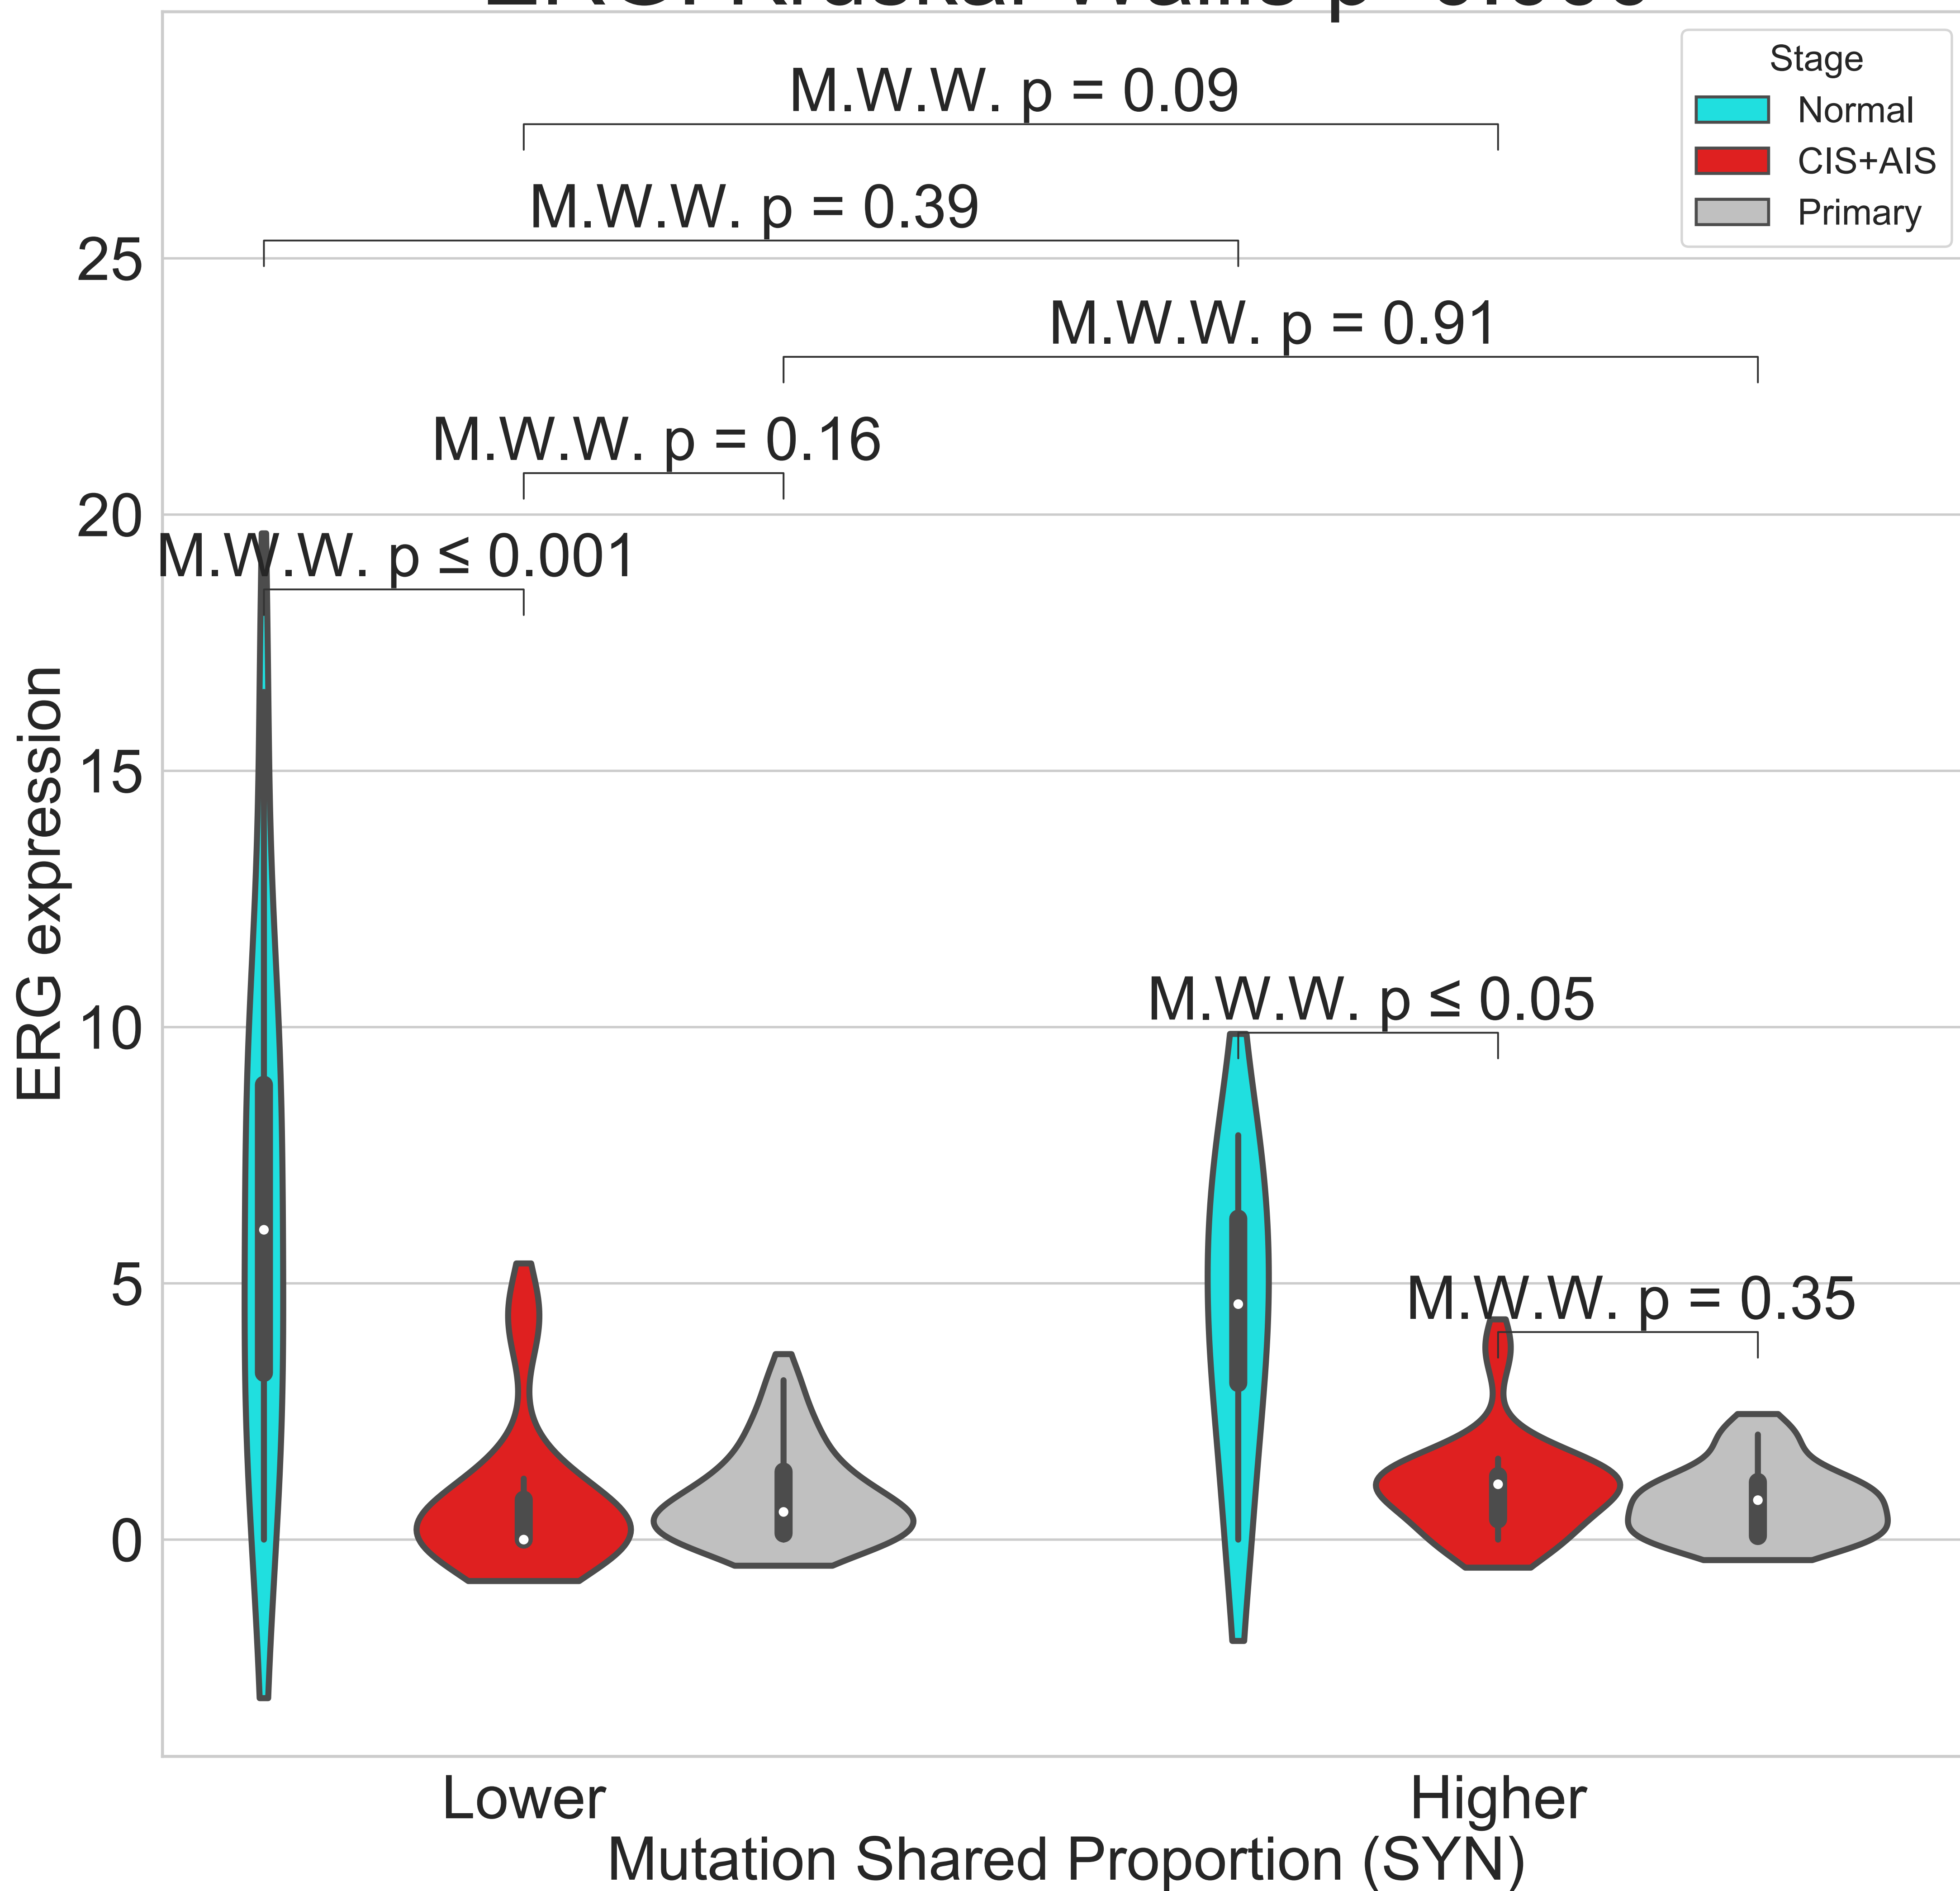 Stage
Normal
CIS+AIS
Primary
M.W.W. p = 0.09
M.W.W. p = 0.39
M.W.W. p = 0.91
M.W.W. p = 0.16
M.W.W. p ≤ 0.001
M.W.W. p ≤ 0.05
M.W.W. p = 0.35
25
20
15
10
5
0
ERG expression
Lower
Higher
Mutation Shared Proportion (SYN)